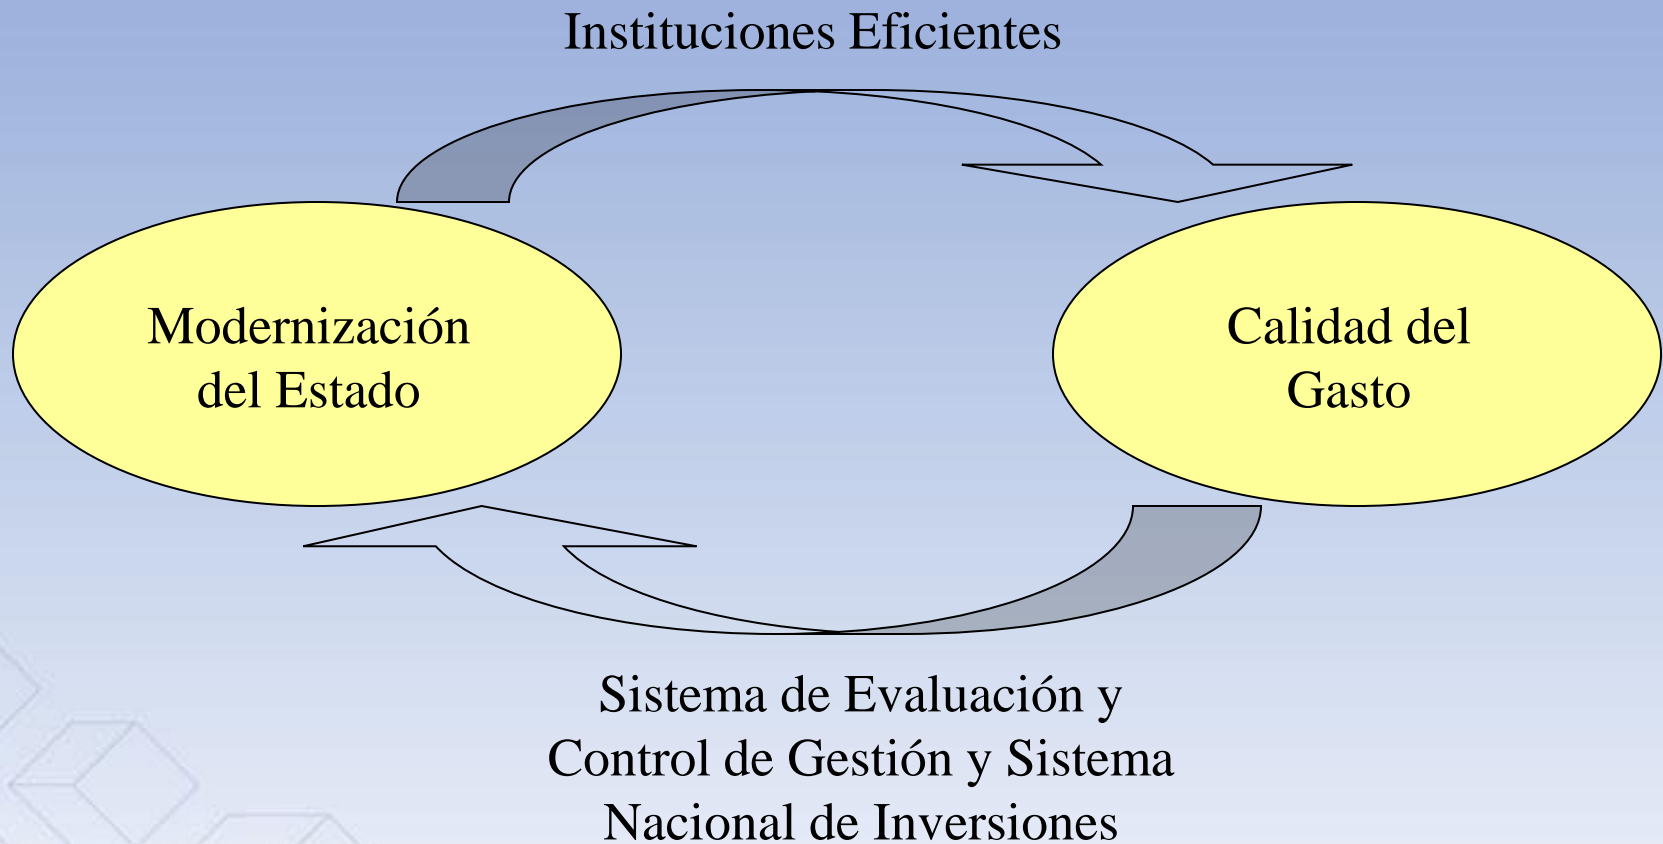 Instituciones Eficientes
Modernización
del Estado
Calidad del
Gasto
Sistema de Evaluación y
Control de Gestión y Sistema
Nacional de Inversiones